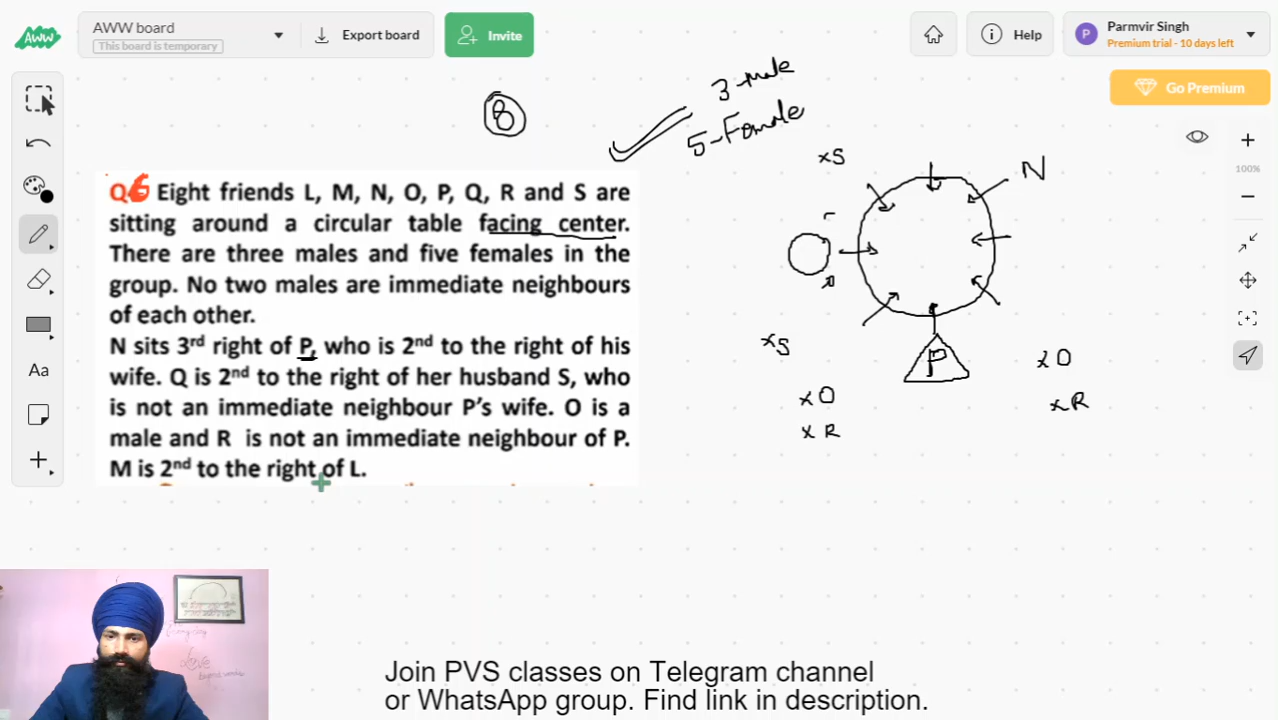 AWW
AWW board
This board is temporary
Export board
Invite
Help
P
Parmvir Singh
Premium trial - 10 days left
Go Premium
8
3-male
5-Female
100%
Q6 Eight friends L, M, N, O, P, Q, R and S are
sitting around a circular table facing center.
There are three males and five females in the
group. No two males are immediate neighbours
of each other.
N sits 3rd right of P, who is 2nd to the right of his
wife. Q is 2nd to the right of her husband S, who
is not an immediate neighbour P's wife. O is a
male and R is not an immediate neighbour of P.
M is 2nd to the right of L.
Aa
xS
N
xS
P
xO
xR
xO
xR
Join PVS classes on Telegram channel
or WhatsApp group. Find link in description.